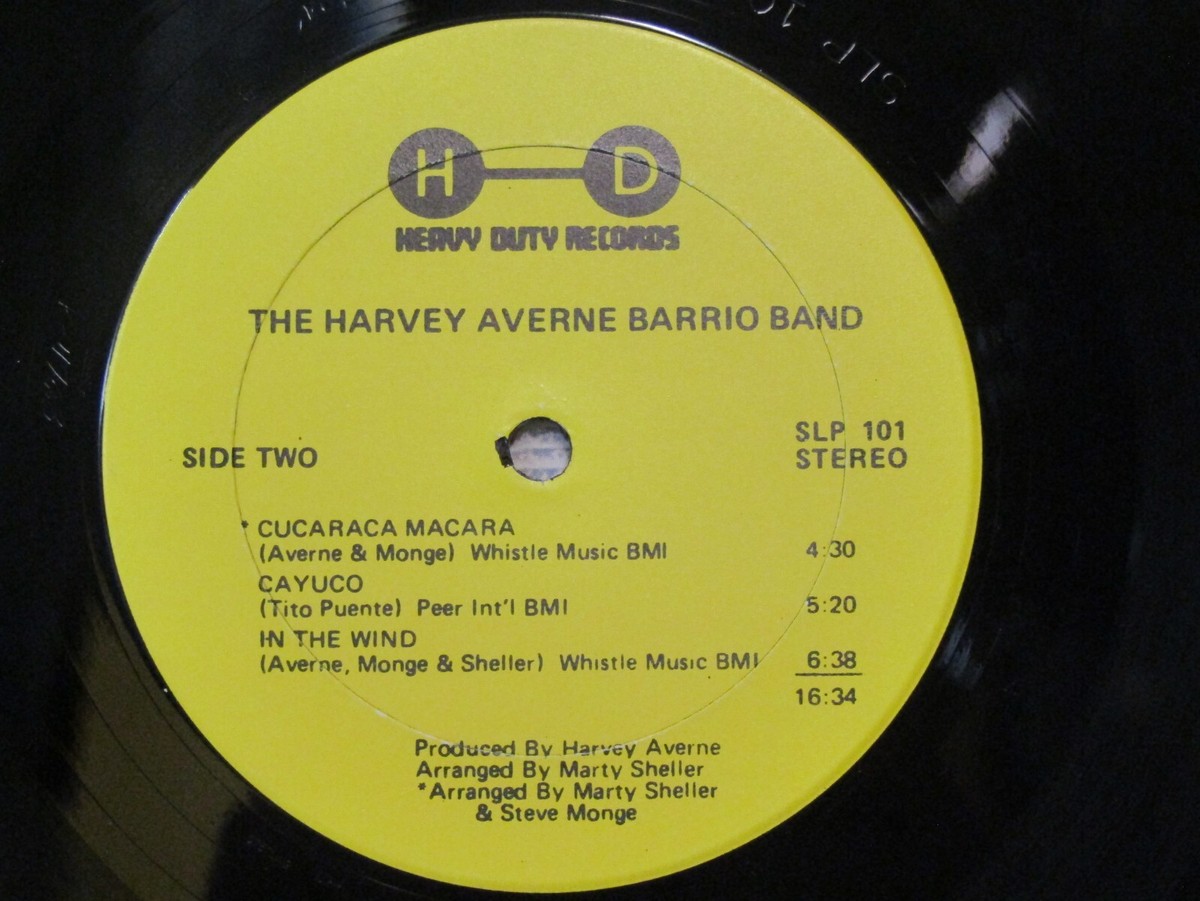 SLP 10
H D
HEAVY DUTY RECORDS
THE HARVEY AVERNE BARRIO BAND
SIDE TWO
SLP 101
STEREO
* CUCARACA MACARA
(Averne & Monge) Whistle Music BMI 4:30
CAYUCO
(Tito Puente) Peer Int'l BMI 5:20
IN THE WIND
(Averne, Monge & Sheller) Whistle Music BMI 6:38
16:34
Produced By Harvey Averne
Arranged By Marty Sheller
*Arranged By Marty Sheller
& Steve Monge